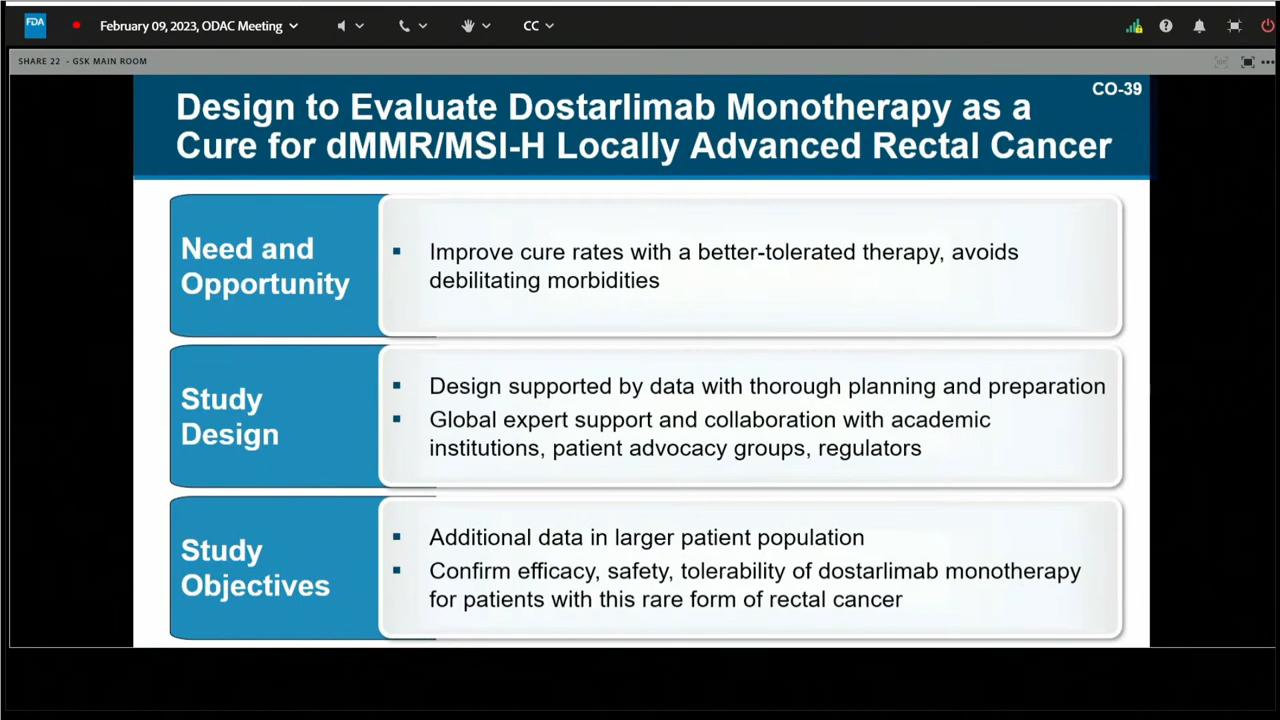 FDA
February 09, 2023, ODAC Meeting
CC
SHARE 22 - GSK MAIN ROOM
CO-39
Design to Evaluate Dostarlimab Monotherapy as a
Cure for dMMR/MSI-H Locally Advanced Rectal Cancer
Need and
Opportunity
▪ Improve cure rates with a better-tolerated therapy, avoids
debilitating morbidities
Study
Design
▪ Design supported by data with thorough planning and preparation
▪ Global expert support and collaboration with academic
institutions, patient advocacy groups, regulators
Study
Objectives
▪ Additional data in larger patient population
▪ Confirm efficacy, safety, tolerability of dostarlimab monotherapy
for patients with this rare form of rectal cancer